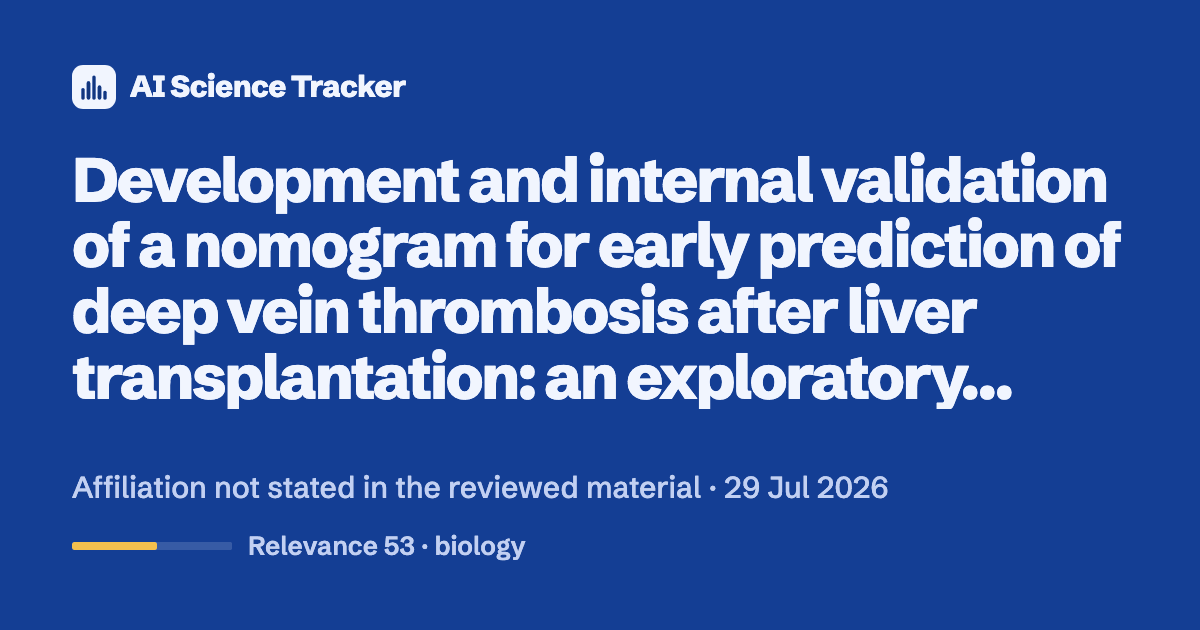 AI Science Tracker
Development and internal validation
of a nomogram for early prediction of
deep vein thrombosis after liver
transplantation: an exploratory...
Affiliation not stated in the reviewed material · 29 Jul 2026
Relevance 53 · biology